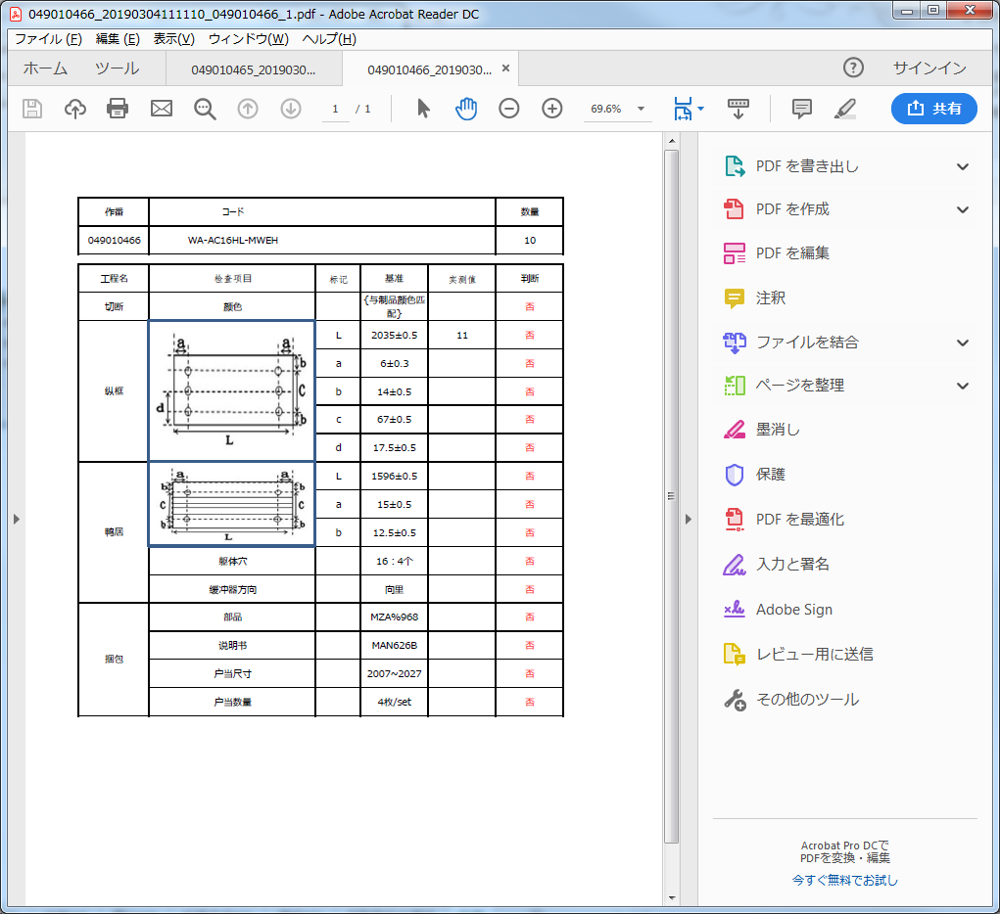 049010466_20190304111110_049010466_1.pdf - Adobe Acrobat Reader DC
ファイル (F) 編集 (E) 表示(V) ウィンドウ(W) ヘルプ(H)
ホーム ツール 049010465_2019030... 049010466_2019030... × ? サインイン
1 / 1 69.6% 共有
作番 コード 数量
049010466 WA-AC16HL-MWEH 10
工程名 检查项目 标记 基准 实测值 判断
切断 颜色 {与制品颜色匹配} 否
纵框 L 2035±0.5 11 否
a 6±0.3 否
b 14±0.5 否
c 67±0.5 否
d 17.5±0.5 否
a a
b
C
d
b
L
鸭居 L 1596±0.5 否
a 15±0.5 否
b 12.5±0.5 否
a a
b b
C C
b b
L
躯体穴 16：4个 否
缓冲器方向 向里 否
捆包 部品 MZA%968 否
说明书 MAN626B 否
户当尺寸 2007~2027 否
户当数量 4枚/set 否
PDF を書き出し
PDF を作成
PDF を編集
注釈
ファイルを結合
ページを整理
墨消し
保護
PDF を最適化
入力と署名
Adobe Sign
レビュー用に送信
その他のツール
Acrobat Pro DCで
PDFを変換・編集
今すぐ無料でお試し